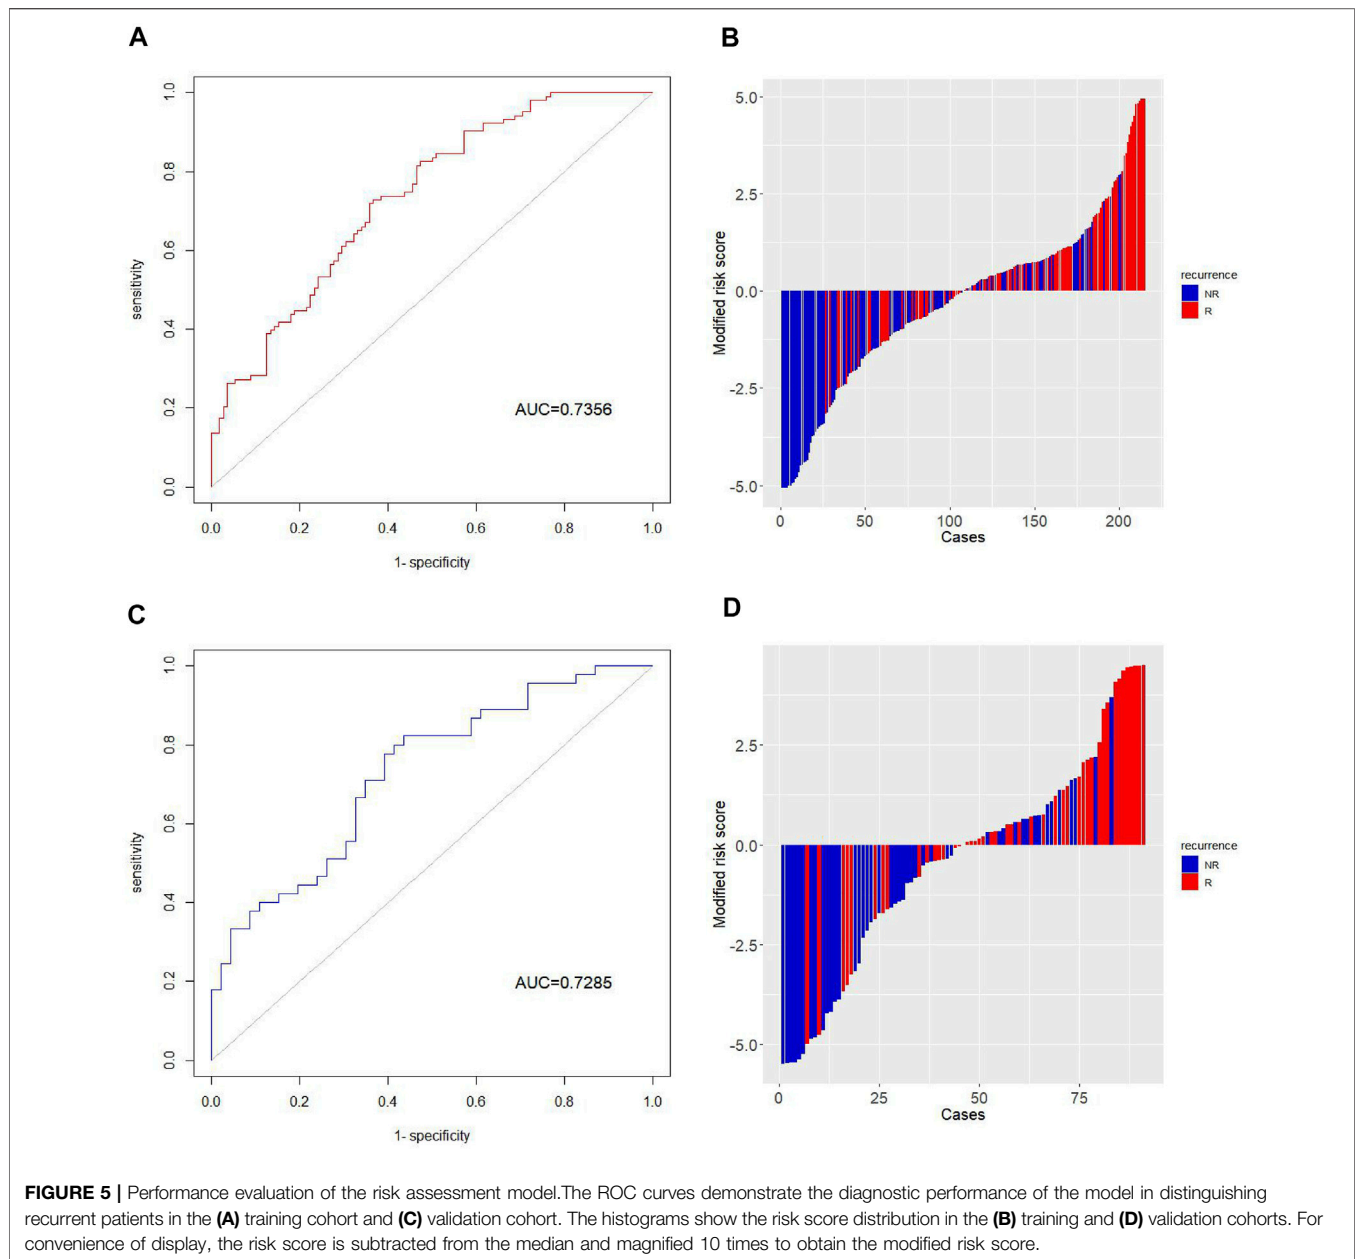 A
1.0
0.8
0.6
0.4
0.2
0.0
sensitivity
AUC=0.7356
0.0 0.2 0.4 0.6 0.8 1.0
1- specificity
B
5.0
2.5
0.0
-2.5
-5.0
Modified risk score
0 50 100 150 200
Cases
recurrence
NR
R
C
1.0
0.8
0.6
0.4
0.2
0.0
sensitivity
AUC=0.7285
0.0 0.2 0.4 0.6 0.8 1.0
1- specificity
D
2.5
0.0
-2.5
-5.0
Modified risk score
0 25 50 75
Cases
recurrence
NR
R
FIGURE 5 | Performance evaluation of the risk assessment model.The ROC curves demonstrate the diagnostic performance of the model in distinguishing
recurrent patients in the (A) training cohort and (C) validation cohort. The histograms show the risk score distribution in the (B) training and (D) validation cohorts. For
convenience of display, the risk score is subtracted from the median and magnified 10 times to obtain the modified risk score.